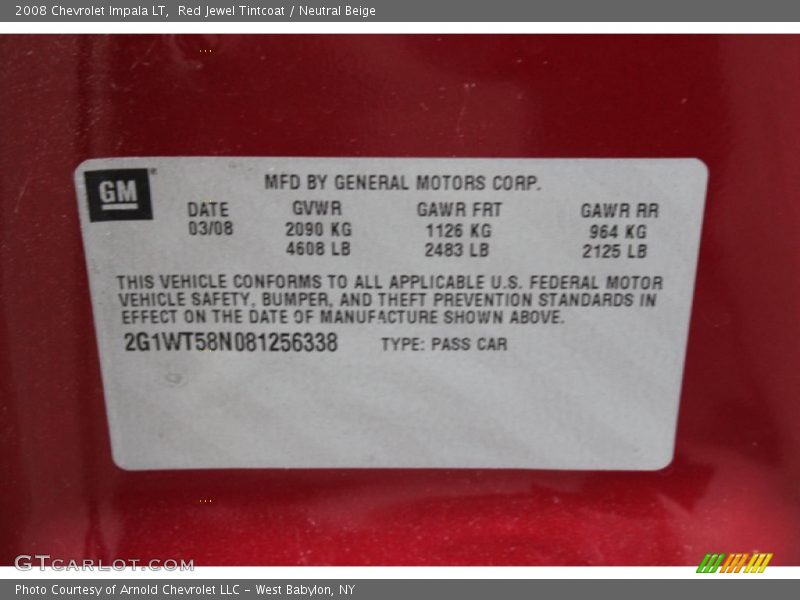 2008 Chevrolet Impala LT, Red Jewel Tintcoat / Neutral Beige
GM
MFD BY GENERAL MOTORS CORP.
DATE GVWR GAWR FRT GAWR RR
03/08 2090 KG 1126 KG 964 KG
4608 LB 2483 LB 2125 LB
THIS VEHICLE CONFORMS TO ALL APPLICABLE U.S. FEDERAL MOTOR
VEHICLE SAFETY, BUMPER, AND THEFT PREVENTION STANDARDS IN
EFFECT ON THE DATE OF MANUFACTURE SHOWN ABOVE.
2G1WT58N081256338 TYPE: PASS CAR
GTCARLOT.COM
Photo Courtesy of Arnold Chevrolet LLC - West Babylon, NY